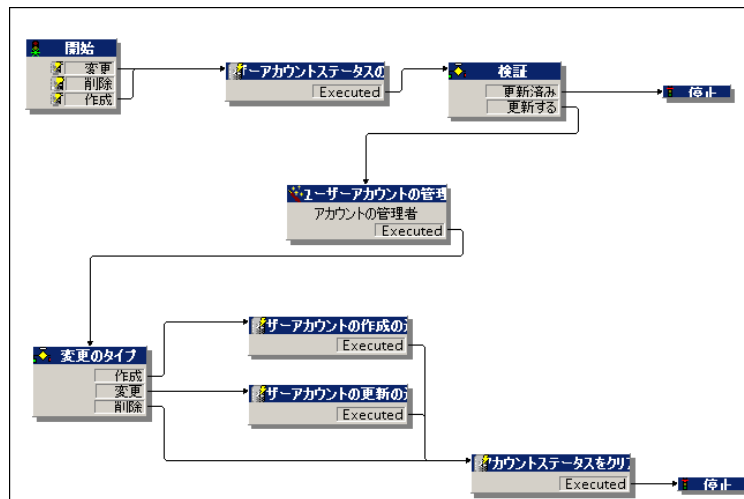 開始
変更
削除
作成
ザーアカウントステータスの
Executed
検証
更新済み
更新する
停止
ユーザーアカウントの管理
アカウントの管理者
Executed
変更のタイプ
作成
変更
削除
ザーアカウントの作成の
Executed
ザーアカウントの更新の
Executed
アカウントステータスをクリア
Executed
停止